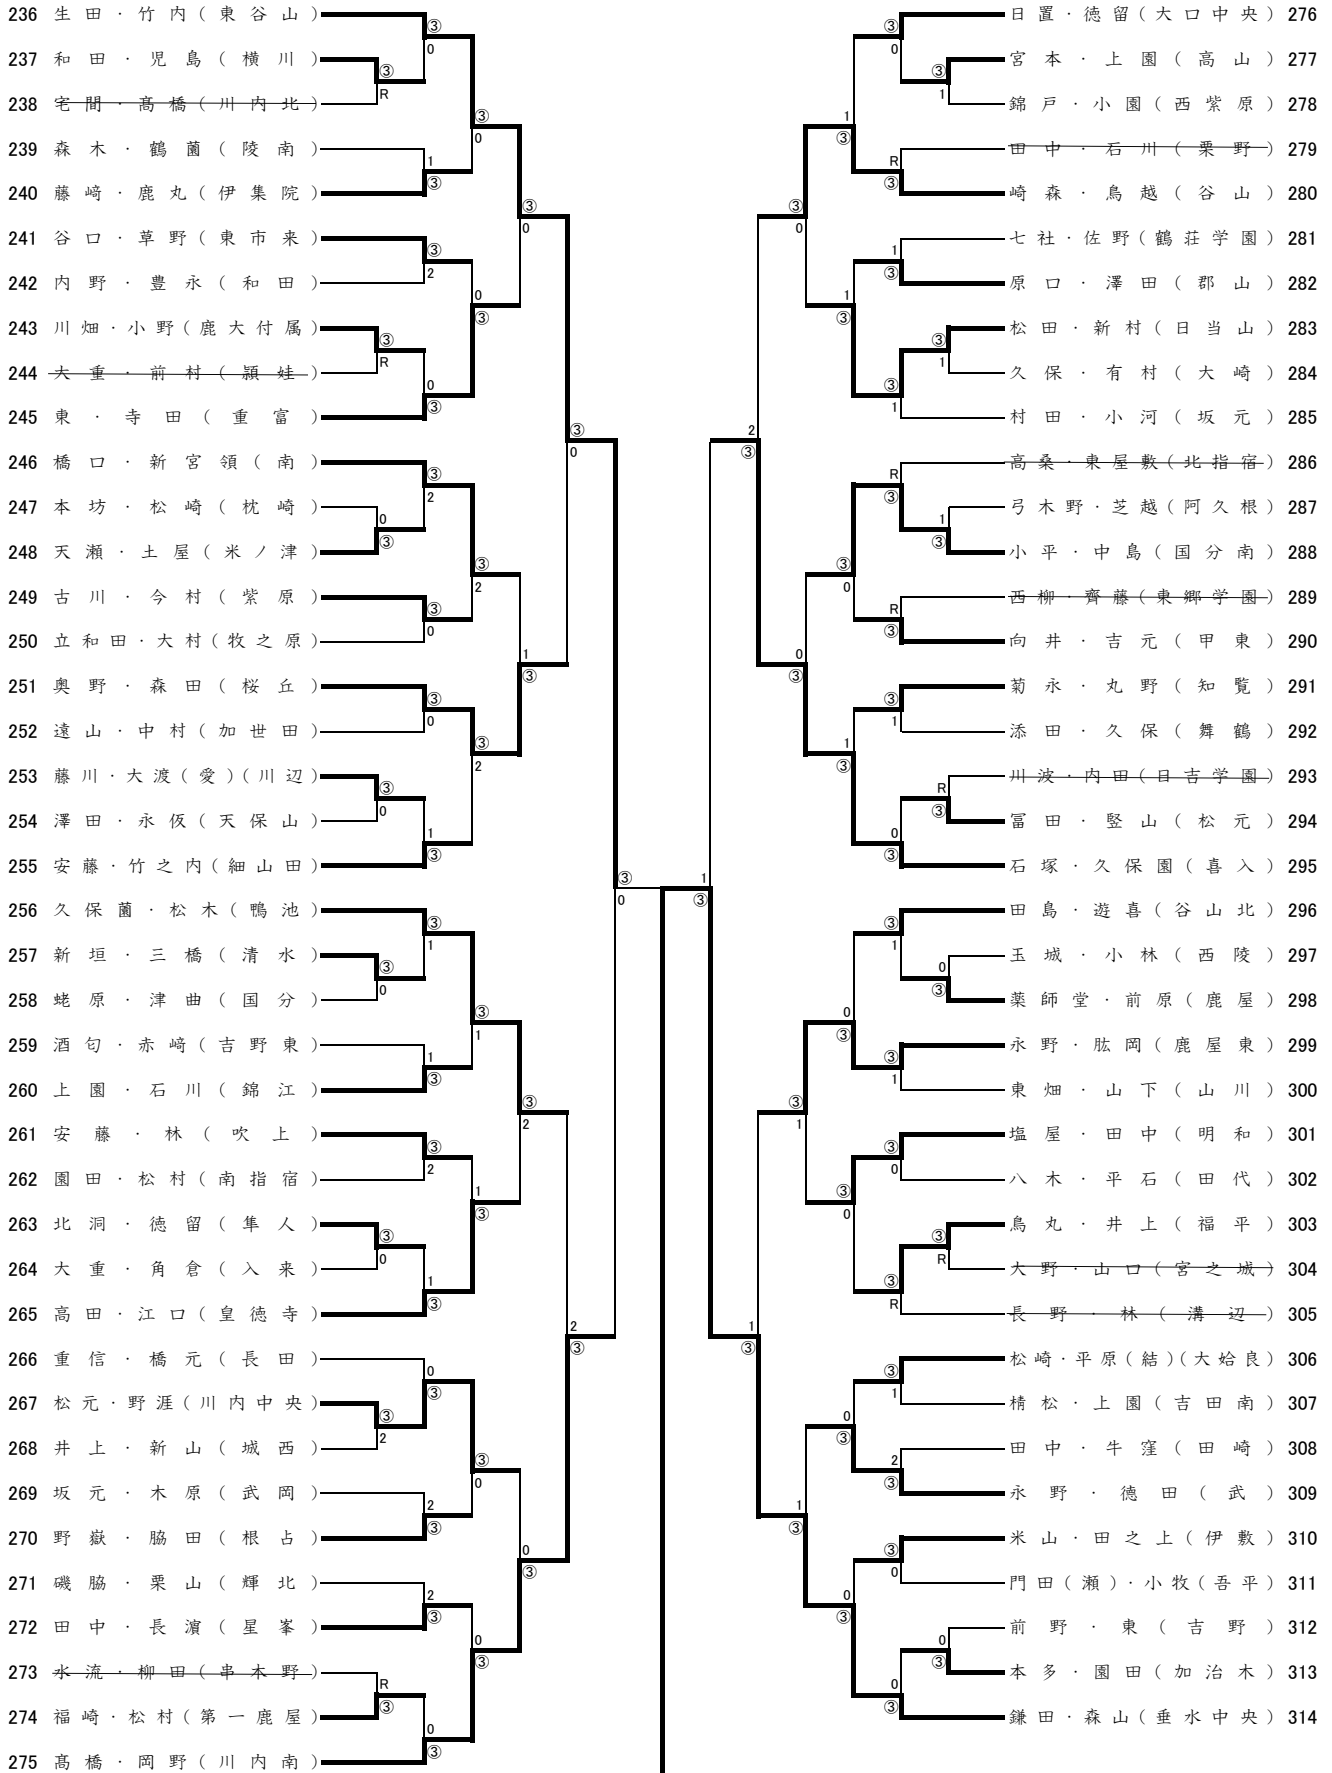 236 生田・竹内(東谷山)
237 和田・児島(横川)
238 宅間・髙橋(川内北)
239 森木・鶴薗(陵南)
240 藤﨑・鹿丸(伊集院)
241 谷口・草野(東市来)
242 内野・豊永(和田)
243 川畑・小野(鹿大付属)
244 大重・前村(頴娃)
245 東・寺田(重富)
246 橋口・新宮領(南)
247 本坊・松崎(枕崎)
248 天瀬・土屋(米ノ津)
249 古川・今村(紫原)
250 立和田・大村(牧之原)
251 奥野・森田(桜丘)
252 遠山・中村(加世田)
253 藤川・大渡(愛)(川辺)
254 澤田・永仮(天保山)
255 安藤・竹之内(細山田)
256 久保薗・松木(鴨池)
257 新垣・三橋(清水)
258 蛯原・津曲(国分)
259 酒匂・赤﨑(吉野東)
260 上園・石川(錦江)
261 安藤・林(吹上)
262 園田・松村(南指宿)
263 北洞・徳留(隼人)
264 大重・角倉(入来)
265 高田・江口(皇徳寺)
266 重信・橋元(長田)
267 松元・野涯(川内中央)
268 井上・新山(城西)
269 坂元・木原(武岡)
270 野嶽・脇田(根占)
271 磯脇・栗山(輝北)
272 田中・長濵(星峯)
273 水流・柳田(串木野)
274 福崎・松村(第一鹿屋)
275 髙橋・岡野(川内南)
日置・徳留(大口中央) 276
宮本・上園(高山) 277
錦戸・小園(西紫原) 278
田中・石川(栗野) 279
崎森・鳥越(谷山) 280
七社・佐野(鶴荘学園) 281
原口・澤田(郡山) 282
松田・新村(日当山) 283
久保・有村(大崎) 284
村田・小河(坂元) 285
高桑・東屋敷(北指宿) 286
弓木野・芝越(阿久根) 287
小平・中島(国分南) 288
西柳・齊藤(東郷学園) 289
向井・吉元(甲東) 290
菊永・丸野(知覧) 291
添田・久保(舞鶴) 292
川波・内田(日吉学園) 293
冨田・竪山(松元) 294
石塚・久保園(喜入) 295
田島・遊喜(谷山北) 296
玉城・小林(西陵) 297
薬師堂・前原(鹿屋) 298
永野・肱岡(鹿屋東) 299
東畑・山下(山川) 300
塩屋・田中(明和) 301
八木・平石(田代) 302
鳥丸・井上(福平) 303
大野・山口(宮之城) 304
長野・林(溝辺) 305
松崎・平原(結)(大姶良) 306
楕松・上園(吉田南) 307
田中・牛窪(田崎) 308
永野・徳田(武) 309
米山・田之上(伊敷) 310
門田(瀬)・小牧(吾平) 311
前野・東(吉野) 312
本多・園田(加治木) 313
鎌田・森山(垂水中央) 314